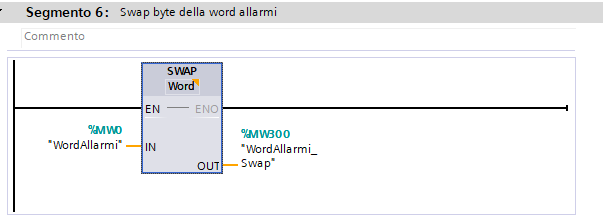 Segmento 6: Swap byte della word allarmi
Commento
SWAP
Word
EN ENO
%MW0
"WordAllarmi" IN
%MW300
OUT "WordAllarmi_
Swap"